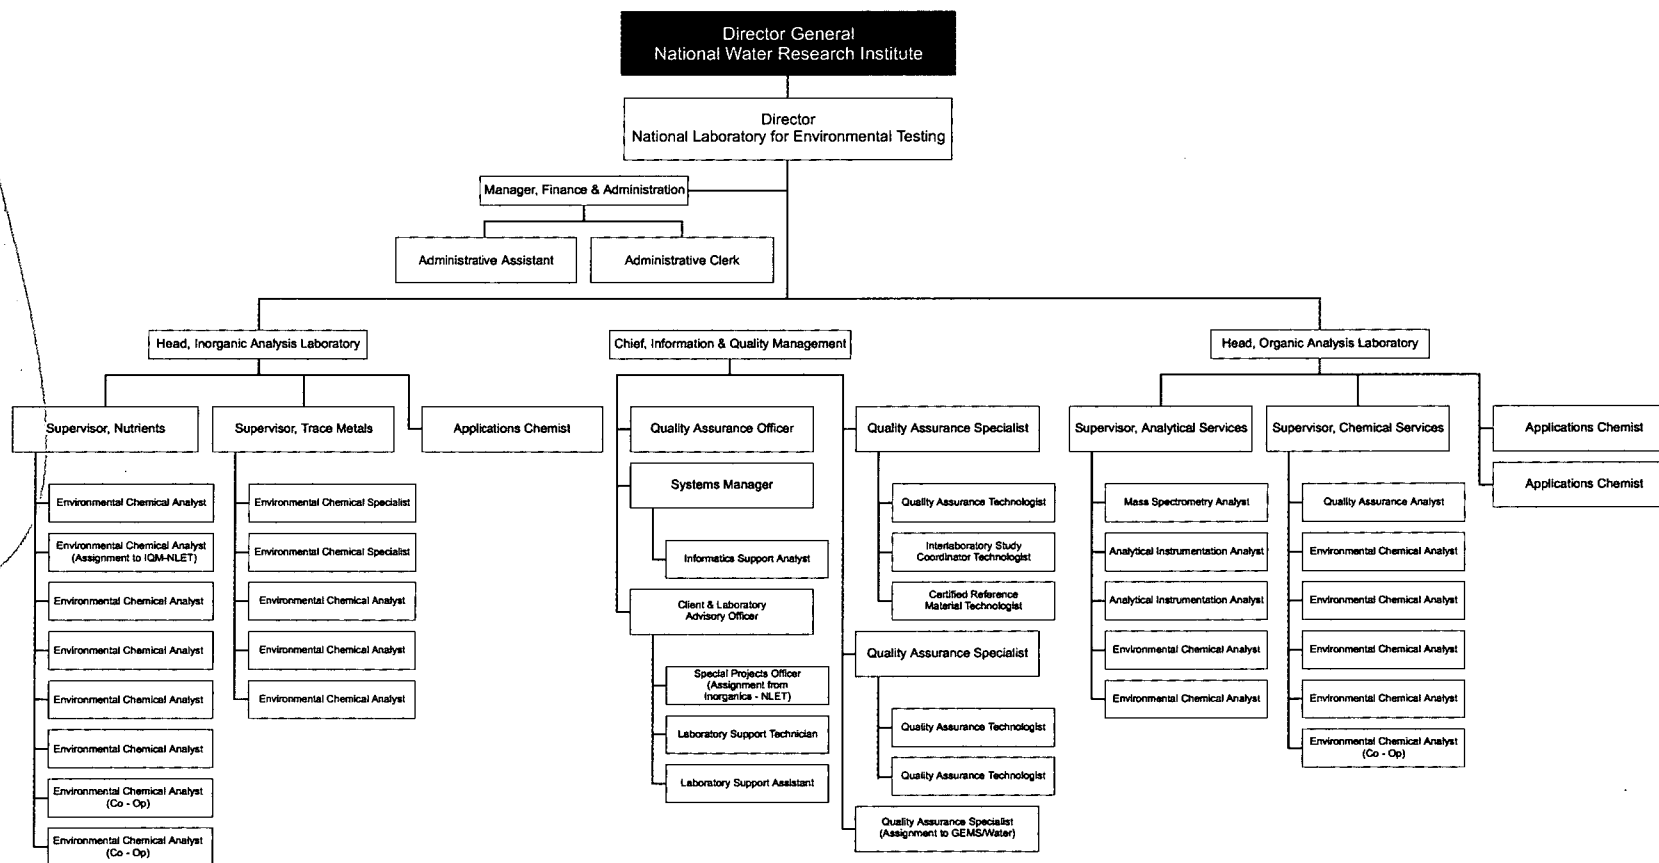 Director General
National Water Research Institute
Director
National Laboratory for Environmental Testing
Manager, Finance & Administration
Administrative Assistant
Administrative Clerk
Head, Inorganic Analysis Laboratory
Supervisor, Nutrients
Environmental Chemical Analyst
Environmental Chemical Analyst
(Assignment to IQM-NLET)
Environmental Chemical Analyst
Environmental Chemical Analyst
Environmental Chemical Analyst
Environmental Chemical Analyst
Environmental Chemical Analyst
(Co - Op)
Environmental Chemical Analyst
(Co - Op)
Supervisor, Trace Metals
Environmental Chemical Specialist
Environmental Chemical Specialist
Environmental Chemical Analyst
Environmental Chemical Analyst
Environmental Chemical Analyst
Applications Chemist
Chief, Information & Quality Management
Quality Assurance Officer
Systems Manager
Informatics Support Analyst
Client & Laboratory
Advisory Officer
Special Projects Officer
(Assignment from
Inorganics - NLET)
Laboratory Support Technician
Laboratory Support Assistant
Quality Assurance Specialist
Quality Assurance Technologist
Interlaboratory Study
Coordinator Technologist
Certified Reference
Material Technologist
Quality Assurance Specialist
Quality Assurance Technologist
Quality Assurance Technologist
Quality Assurance Specialist
(Assignment to GEMS/Water)
Head, Organic Analysis Laboratory
Supervisor, Analytical Services
Mass Spectrometry Analyst
Analytical Instrumentation Analyst
Analytical Instrumentation Analyst
Environmental Chemical Analyst
Environmental Chemical Analyst
Supervisor, Chemical Services
Quality Assurance Analyst
Environmental Chemical Analyst
Environmental Chemical Analyst
Environmental Chemical Analyst
Environmental Chemical Analyst
Environmental Chemical Analyst
(Co - Op)
Applications Chemist
Applications Chemist